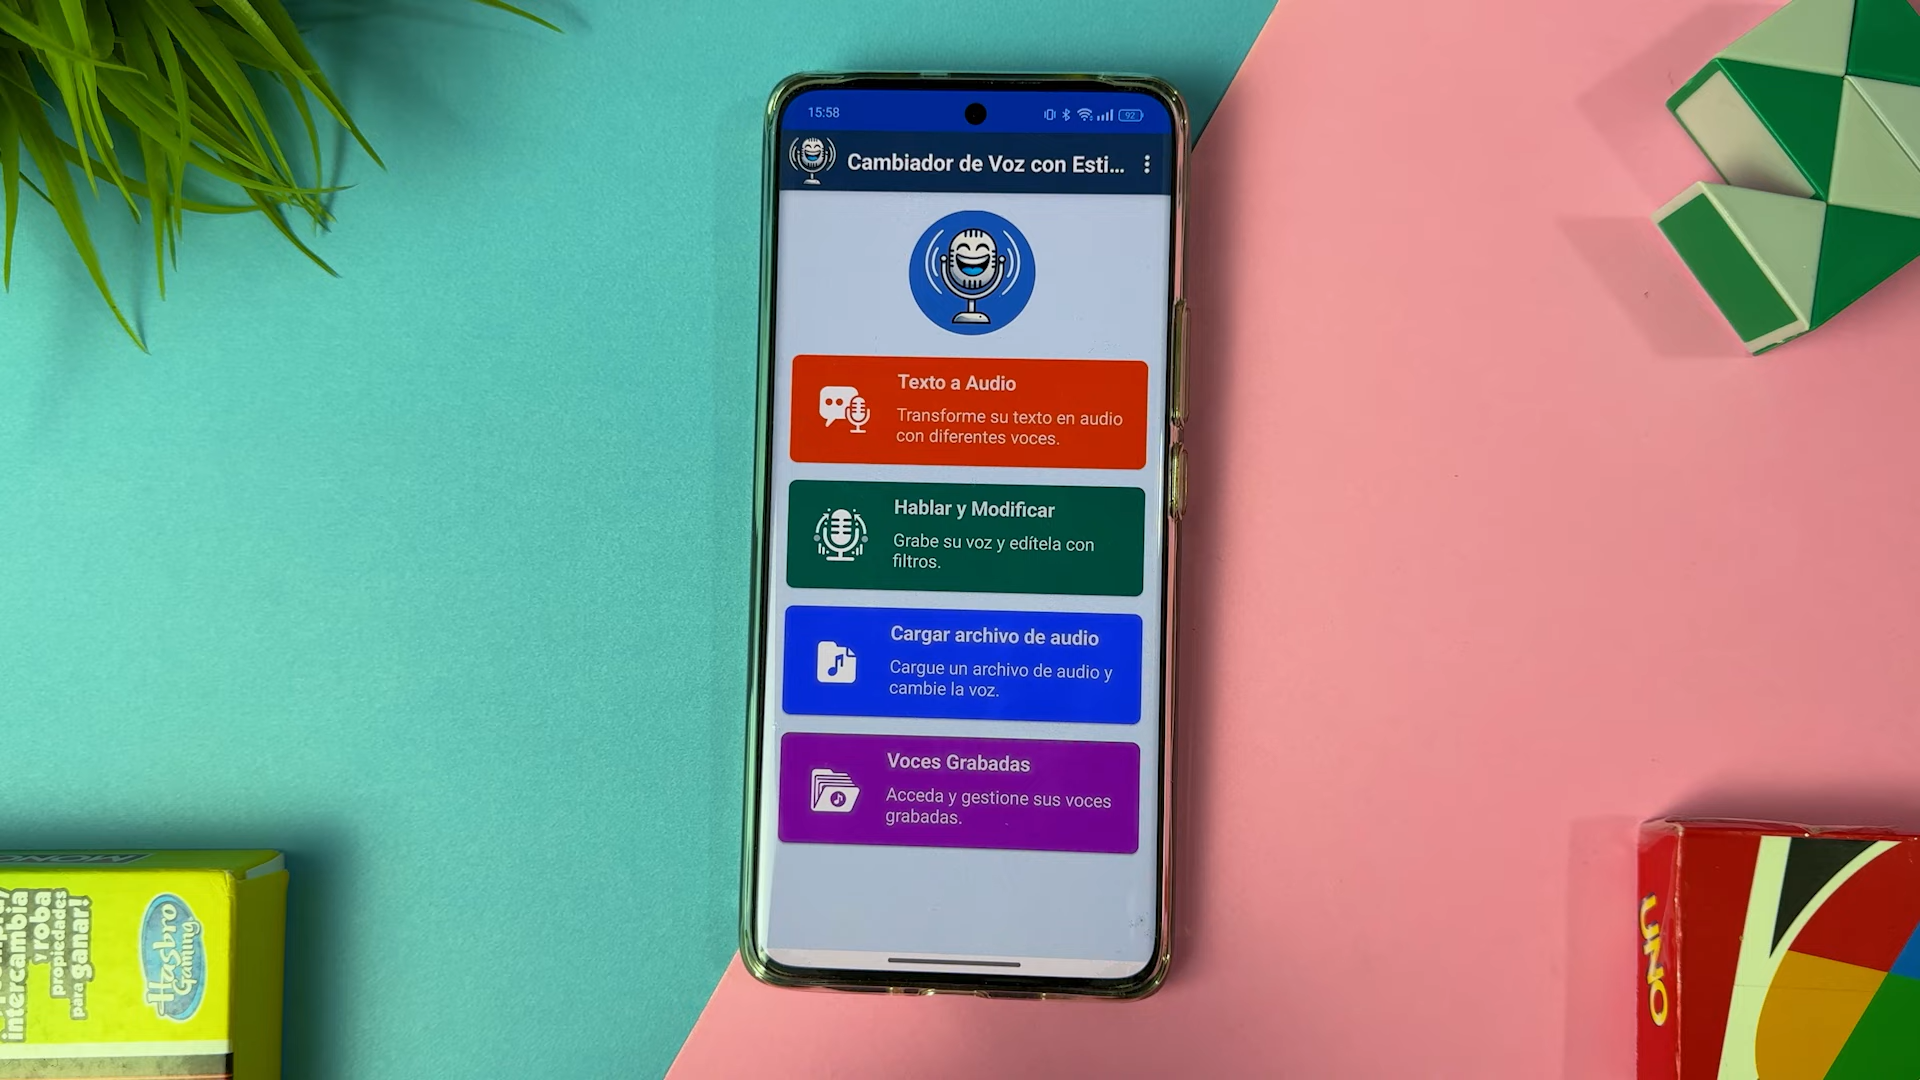 15:58
92
Cambiador de Voz con Esti...
Texto a Audio
Transforme su texto en audio
con diferentes voces.
Hablar y Modificar
Grabe su voz y edítela con
filtros.
Cargar archivo de audio
Cargue un archivo de audio y
cambie la voz.
Voces Grabadas
Acceda y gestione sus voces
grabadas.
intercambia
y roba
propiedades
para ganar!
Hasbro
Gaming
UNO